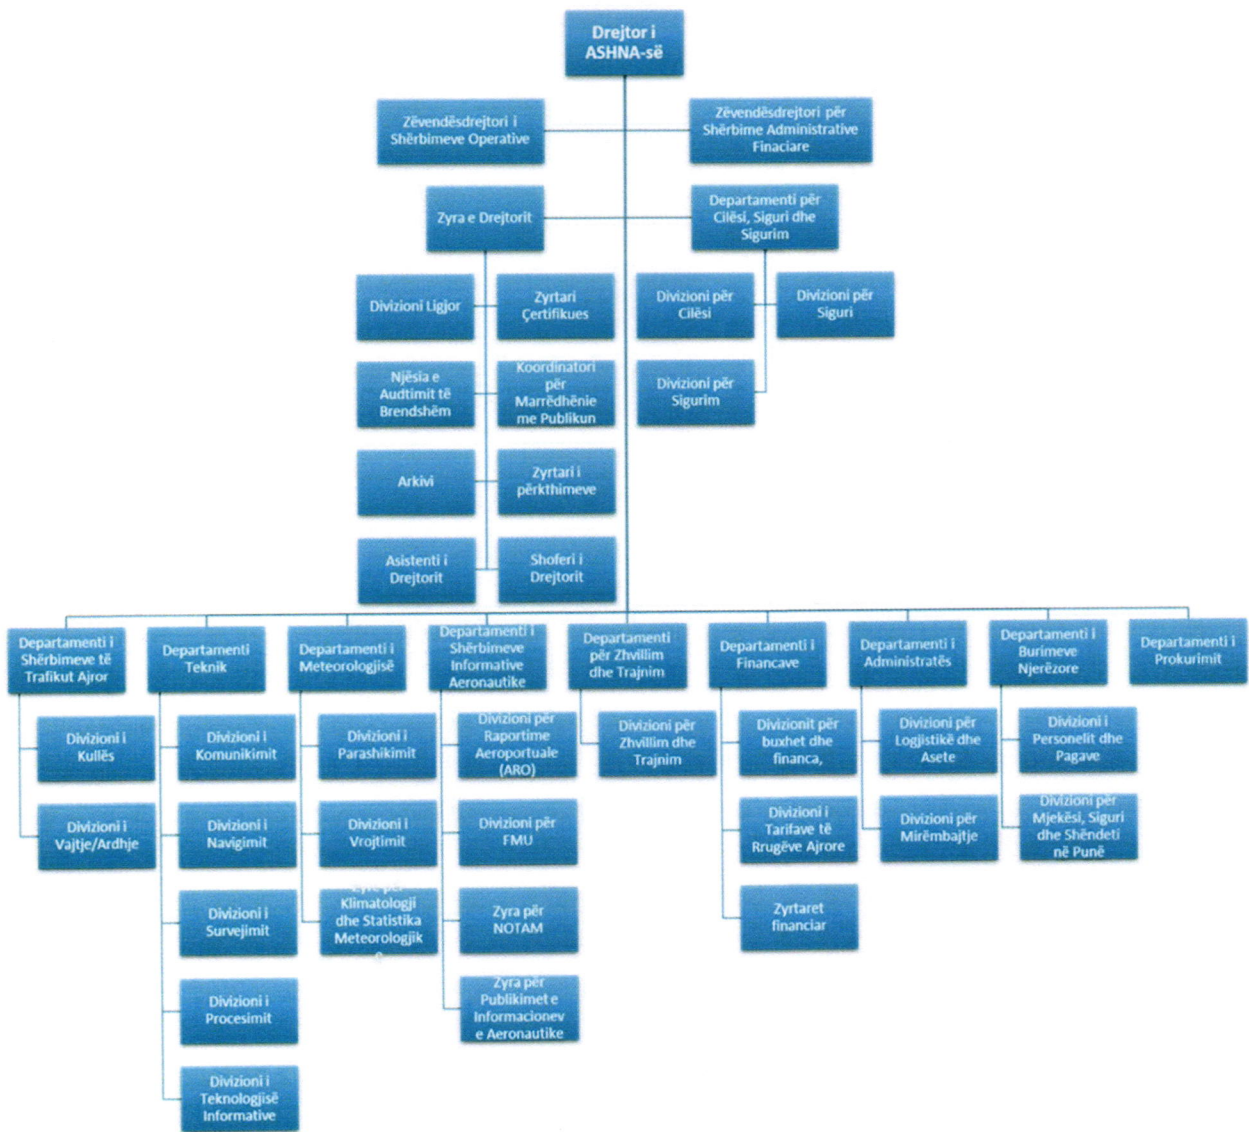 Drejtor i
ASHNA-së
Zëvendësdrejtori i
Shërbimeve Operative
Zëvendësdrejtori për
Shërbime Administrative
Finaciare
Zyra e Drejtorit
Departamenti për
Cilësi, Siguri dhe
Sigurim
Divizioni Ligjor
Zyrtari
Çertifikues
Divizioni për
Cilësi
Divizioni për
Siguri
Njësia e
Audtimit të
Brendshëm
Koordinatori
për
Marrëdhënie
me Publikun
Divizioni për
Sigurim
Arkivi
Zyrtari i
përkthimeve
Asistenti i
Drejtorit
Shoferi i
Drejtorit
Departamenti i
Shërbimeve të
Trafikut Ajror
Departamenti
Teknik
Departamenti
i Meteorologjisë
Departamenti i
Shërbimeve
Informative
Aeronautike
Departamenti
për Zhvillim
dhe Trajnim
Departamenti
i Financave
Departamenti
i Administratës
Departamenti i
Burimeve
Njerëzore
Departamenti i
Prokurimit
Divizioni i
Kullës
Divizioni i
Komunikimit
Divizioni i
Parashikimit
Divizioni për
Raportime
Aeroportuale
(ARO)
Divizioni për
Zhvillim dhe
Trajnim
Divizionit për
buxhet dhe
financa,
Divizioni për
Logjistikë dhe
Asete
Divizioni i
Personelit dhe
Pagave
Divizioni i
Vajtje/Ardhje
Divizioni i
Navigimit
Divizioni i
Vrojtimit
Divizioni për
FMU
Divizioni i
Tarifave të
Rrugëve Ajrore
Divizioni për
Mirëmbajtje
Divizioni për
Mjekësi, Siguri
dhe Shëndeti
në Punë
Divizioni i
Survejimit
Klimatologji
dhe Statistika
Meteorologjik
Zyra për
NOTAM
Zyrtaret
financiar
Divizioni i
Procesimit
Zyra për
Publikimet e
Informacionev
e Aeronautike
Divizioni i
Teknologjisë
Informative